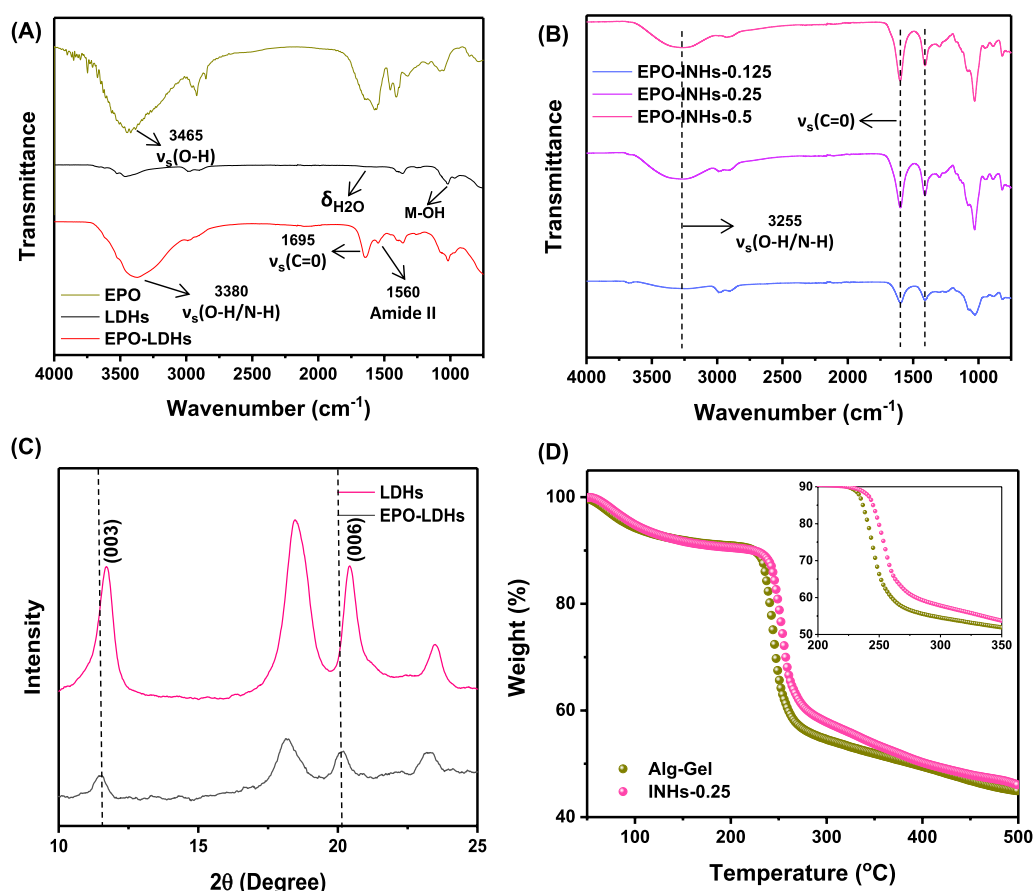 (A)
Transmittance
3465
νs(O-H)
δH2O
M-OH
1695
νs(C=0)
3380
νs(O-H/N-H)
1560
Amide II
EPO
LDHs
EPO-LDHs
4000 3500 3000 2500 2000 1500 1000
Wavenumber (cm-1)
(B)
Transmittance
EPO-INHs-0.125
EPO-INHs-0.25
EPO-INHs-0.5
νs(C=0)
3255
νs(O-H/N-H)
4000 3500 3000 2500 2000 1500 1000
Wavenumber (cm-1)
(C)
Intensity
LDHs
EPO-LDHs
(003)
(006)
10 15 20 25
2θ (Degree)
(D)
Weight (%)
100
80
60
40
90
80
70
60
50
200 250 300 350
Alg-Gel
INHs-0.25
100 200 300 400 500
Temperature (oC)